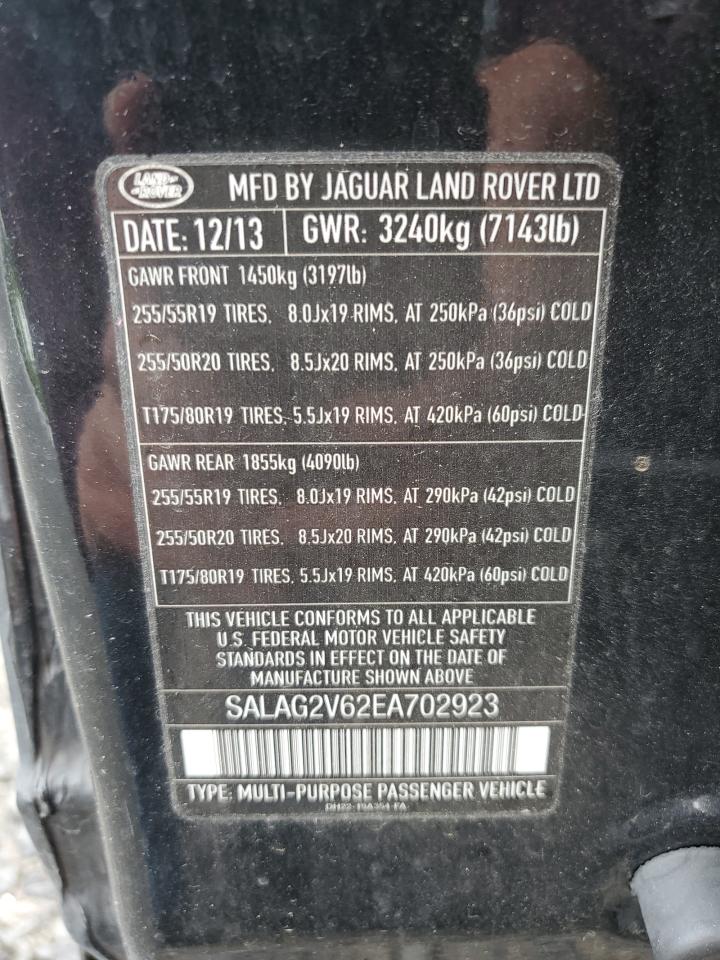 LAND-
-ROVER
MFD BY JAGUAR LAND ROVER LTD
DATE: 12/13 GWR: 3240kg (7143lb)
GAWR FRONT 1450kg (3197lb)
255/55R19 TIRES, 8.0Jx19 RIMS, AT 250kPa (36psi) COLD
255/50R20 TIRES, 8.5Jx20 RIMS, AT 250kPa (36psi) COLD
T175/80R19 TIRES, 5.5Jx19 RIMS, AT 420kPa (60psi) COLD
GAWR REAR 1855kg (4090lb)
255/55R19 TIRES, 8.0Jx19 RIMS, AT 290kPa (42psi) COLD
255/50R20 TIRES, 8.5Jx20 RIMS, AT 290kPa (42psi) COLD
T175/80R19 TIRES, 5.5Jx19 RIMS, AT 420kPa (60psi) COLD
THIS VEHICLE CONFORMS TO ALL APPLICABLE
U.S. FEDERAL MOTOR VEHICLE SAFETY
STANDARDS IN EFFECT ON THE DATE OF
MANUFACTURE SHOWN ABOVE
SALAG2V62EA702923
TYPE: MULTI-PURPOSE PASSENGER VEHICLE